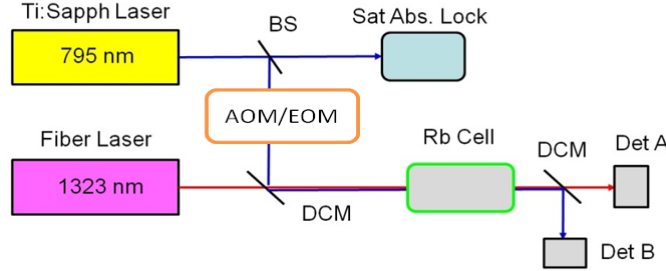 Ti:Sapph Laser
BS
Sat Abs. Lock
795 nm
AOM/EOM
Fiber Laser
Rb Cell
DCM
Det A
1323 nm
DCM
Det B